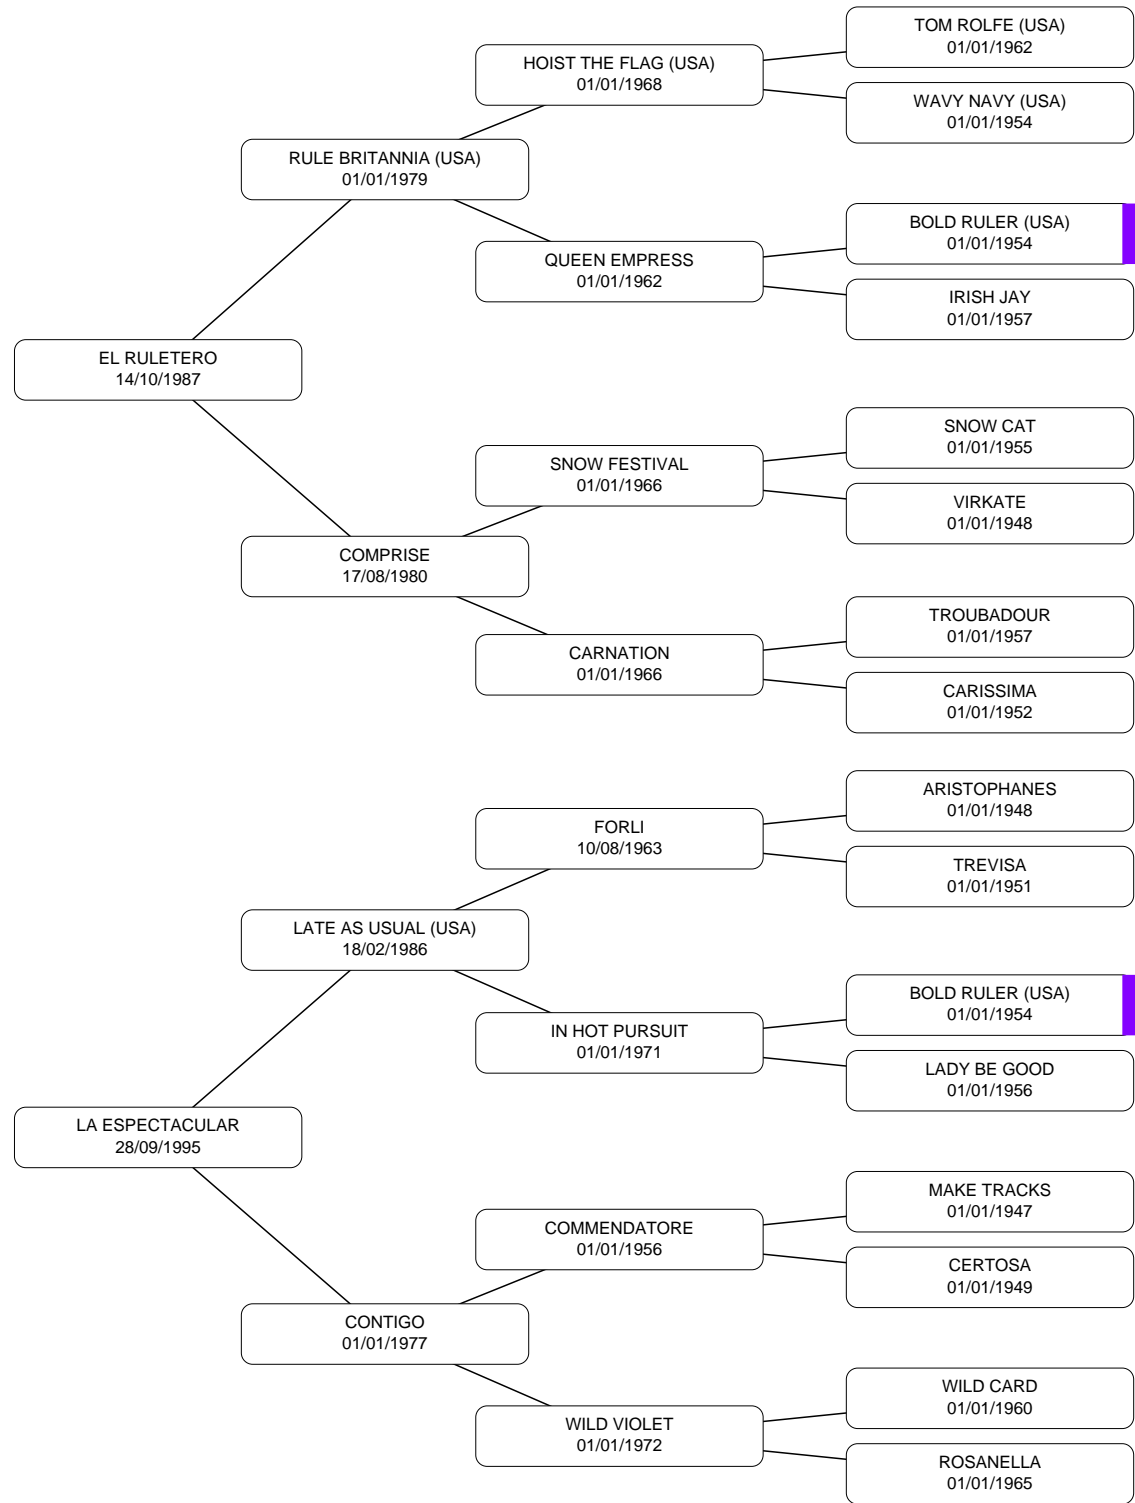 TOM ROLFE (USA)
01/01/1962
HOIST THE FLAG (USA)
01/01/1968
WAVY NAVY (USA)
01/01/1954
RULE BRITANNIA (USA)
01/01/1979
BOLD RULER (USA)
01/01/1954
QUEEN EMPRESS
01/01/1962
IRISH JAY
01/01/1957
EL RULETERO
14/10/1987
SNOW CAT
01/01/1955
SNOW FESTIVAL
01/01/1966
VIRKATE
01/01/1948
COMPRISE
17/08/1980
TROUBADOUR
01/01/1957
CARNATION
01/01/1966
CARISSIMA
01/01/1952
ARISTOPHANES
01/01/1948
FORLI
10/08/1963
TREVISA
01/01/1951
LATE AS USUAL (USA)
18/02/1986
BOLD RULER (USA)
01/01/1954
IN HOT PURSUIT
01/01/1971
LADY BE GOOD
01/01/1956
LA ESPECTACULAR
28/09/1995
MAKE TRACKS
01/01/1947
COMMENDATORE
01/01/1956
CERTOSA
01/01/1949
CONTIGO
01/01/1977
WILD CARD
01/01/1960
WILD VIOLET
01/01/1972
ROSANELLA
01/01/1965